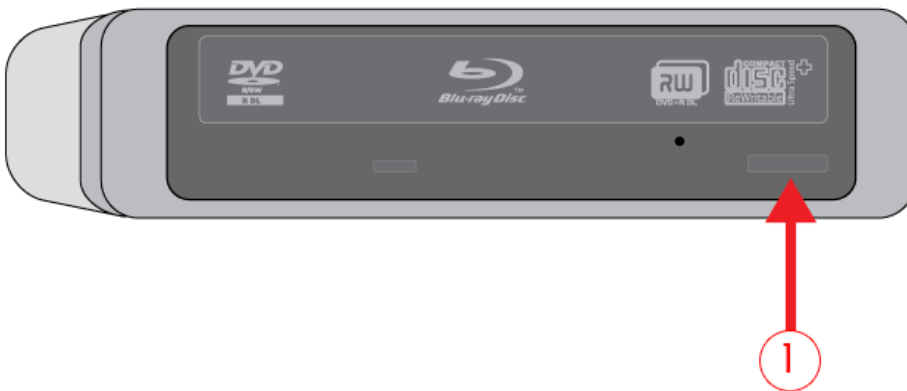 DVD
R/RW
R DL
Blu-ray Disc
TM
RW
DVD+R DL
COMPACT
disc
ReWritable
Ultra Speed
+
1